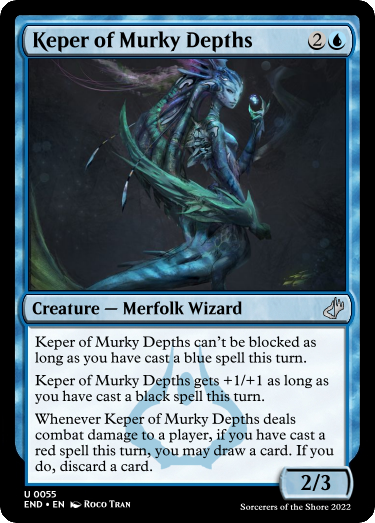 Keper of Murky Depths 2
Creature — Merfolk Wizard
Keper of Murky Depths can't be blocked as
long as you have cast a blue spell this turn.
Keper of Murky Depths gets +1/+1 as long as
you have cast a black spell this turn.
Whenever Keper of Murky Depths deals
combat damage to a player, if you have cast a
red spell this turn, you may draw a card. If you
do, discard a card.
2/3
U 0055
END • EN Roco Tran
Sorcerers of the Shore 2022